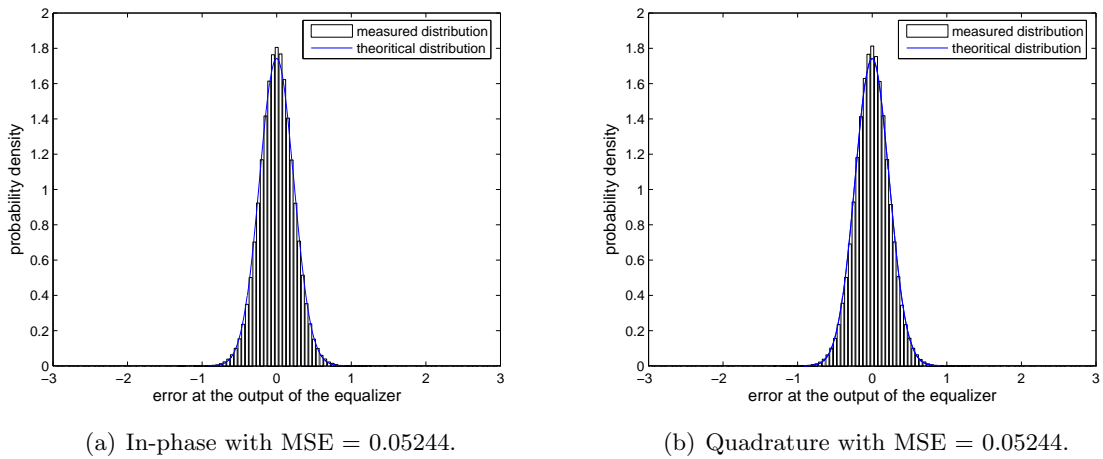 2
1.8
1.6
1.4
1.2
1
0.8
0.6
0.4
0.2
0
−3 −2 −1 0 1 2 3
probability density
error at the output of the equalizer
measured distribution
theoritical distribution
(a) In-phase with MSE = 0.05244.
2
1.8
1.6
1.4
1.2
1
0.8
0.6
0.4
0.2
0
−3 −2 −1 0 1 2 3
probability density
error at the output of the equalizer
measured distribution
theoritical distribution
(b) Quadrature with MSE = 0.05244.